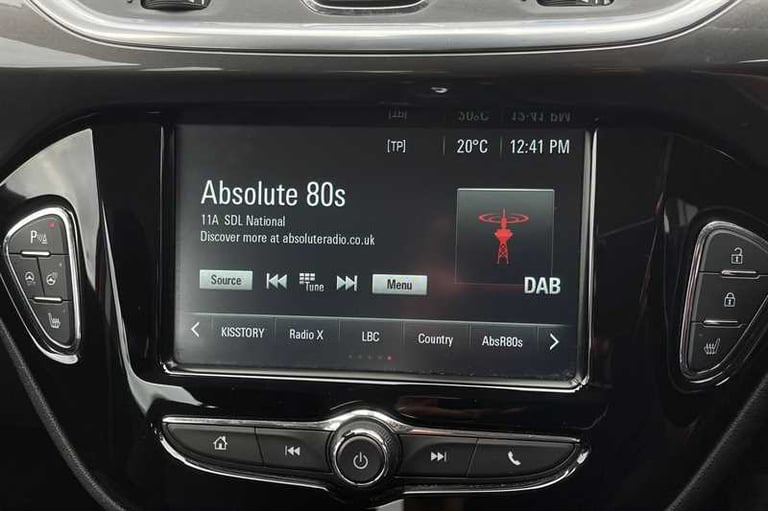 [TP] 20°C 12:41 PM
Absolute 80s
11A SDL National
Discover more at absoluteradio.co.uk
Source Tune Menu
DAB
KISSTORY Radio X LBC Country AbsR80s
P